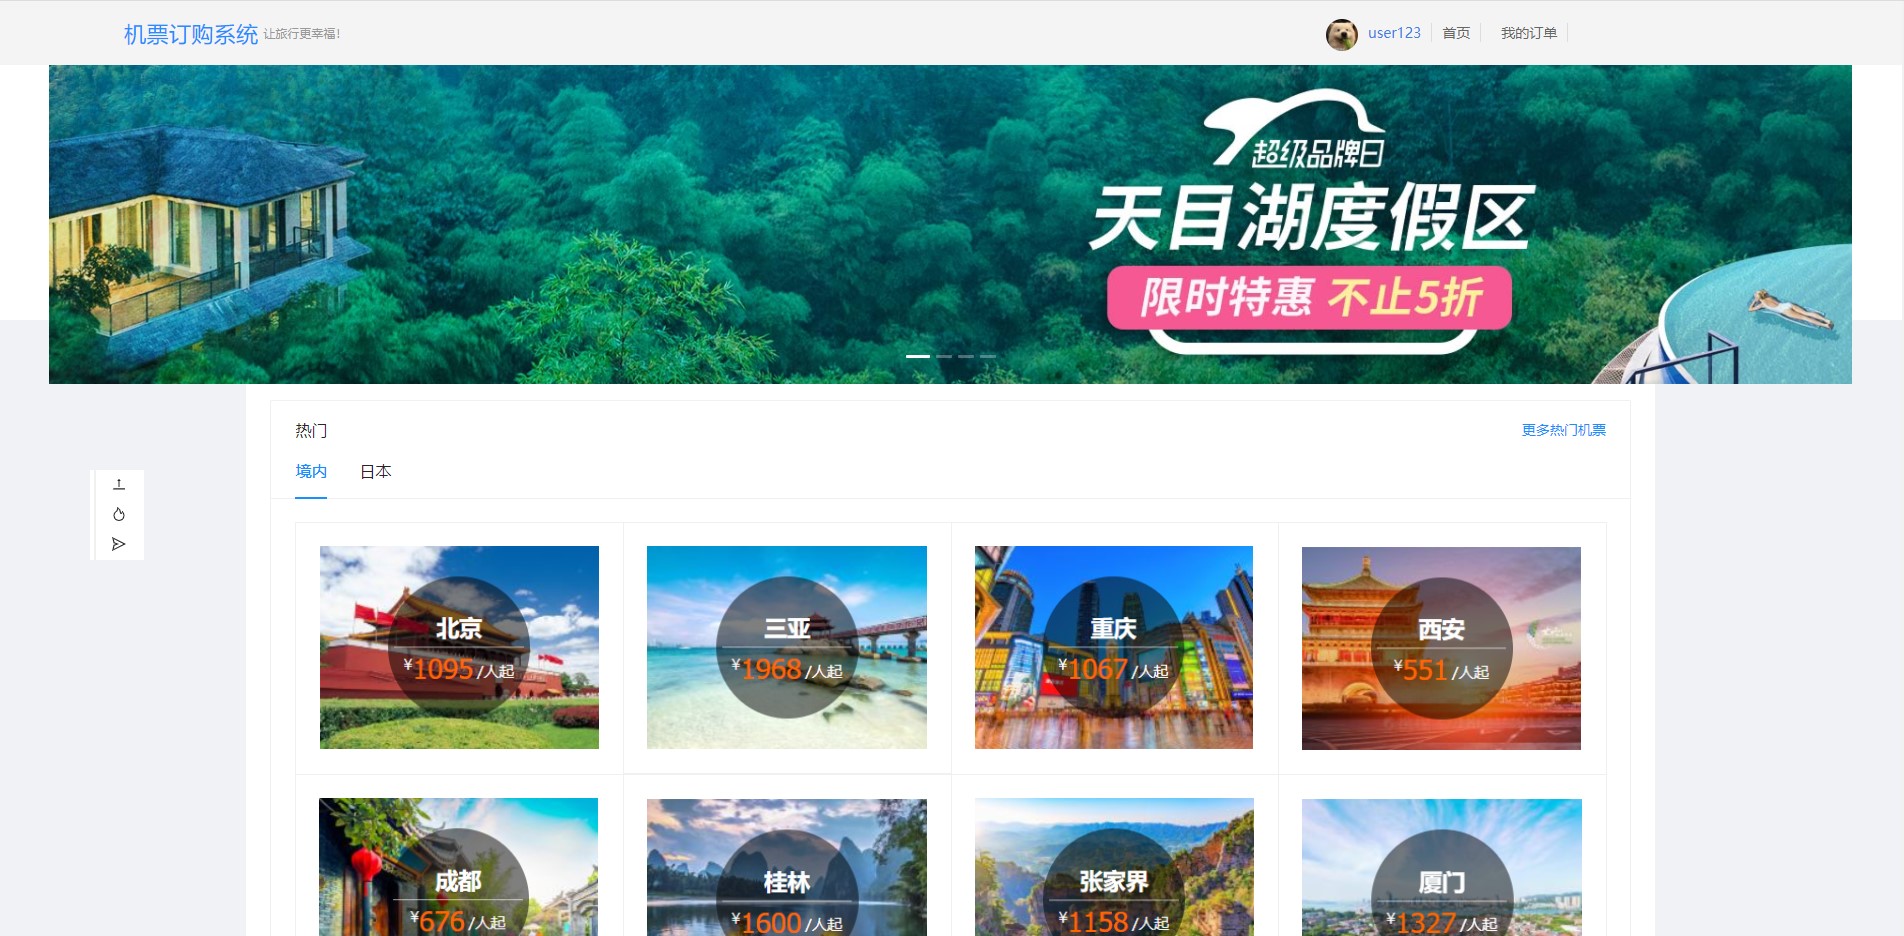 机票订购系统 让旅行更幸福!
user123 首页 我的订单
超级品牌日
天目湖度假区
限时特惠 不止5折
热门
更多热门机票
境内 日本
北京
¥1095/人起
三亚
¥1968/人起
重庆
¥1067/人起
西安
¥551/人起
成都
¥676/人起
桂林
¥1600/人起
张家界
¥1158/人起
厦门
¥1327/人起